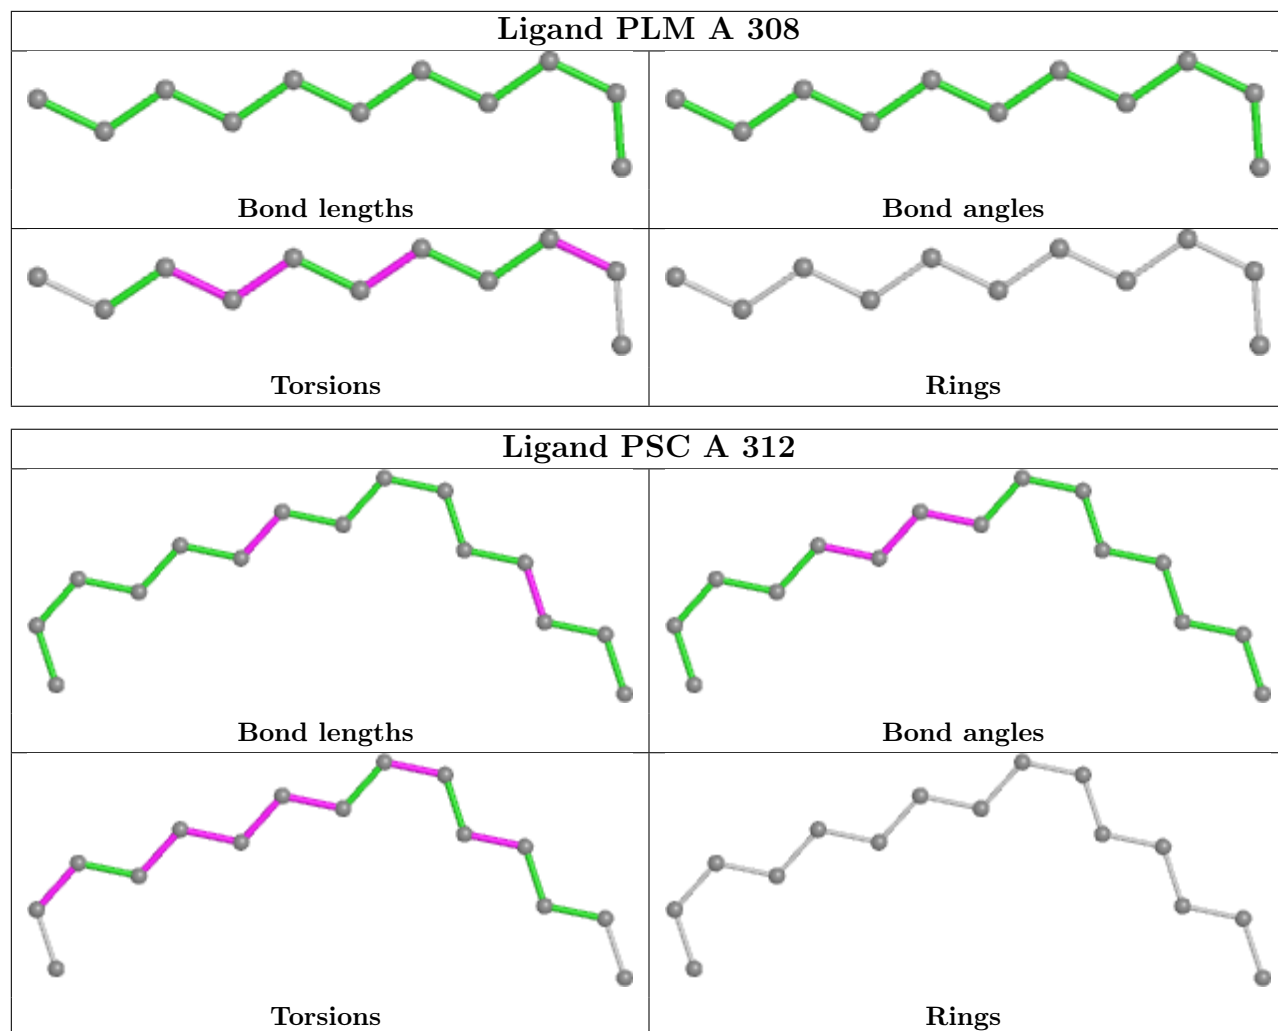 Ligand PLM A 308
Bond lengths
Bond angles
Torsions
Rings
Ligand PSC A 312
Bond lengths
Bond angles
Torsions
Rings